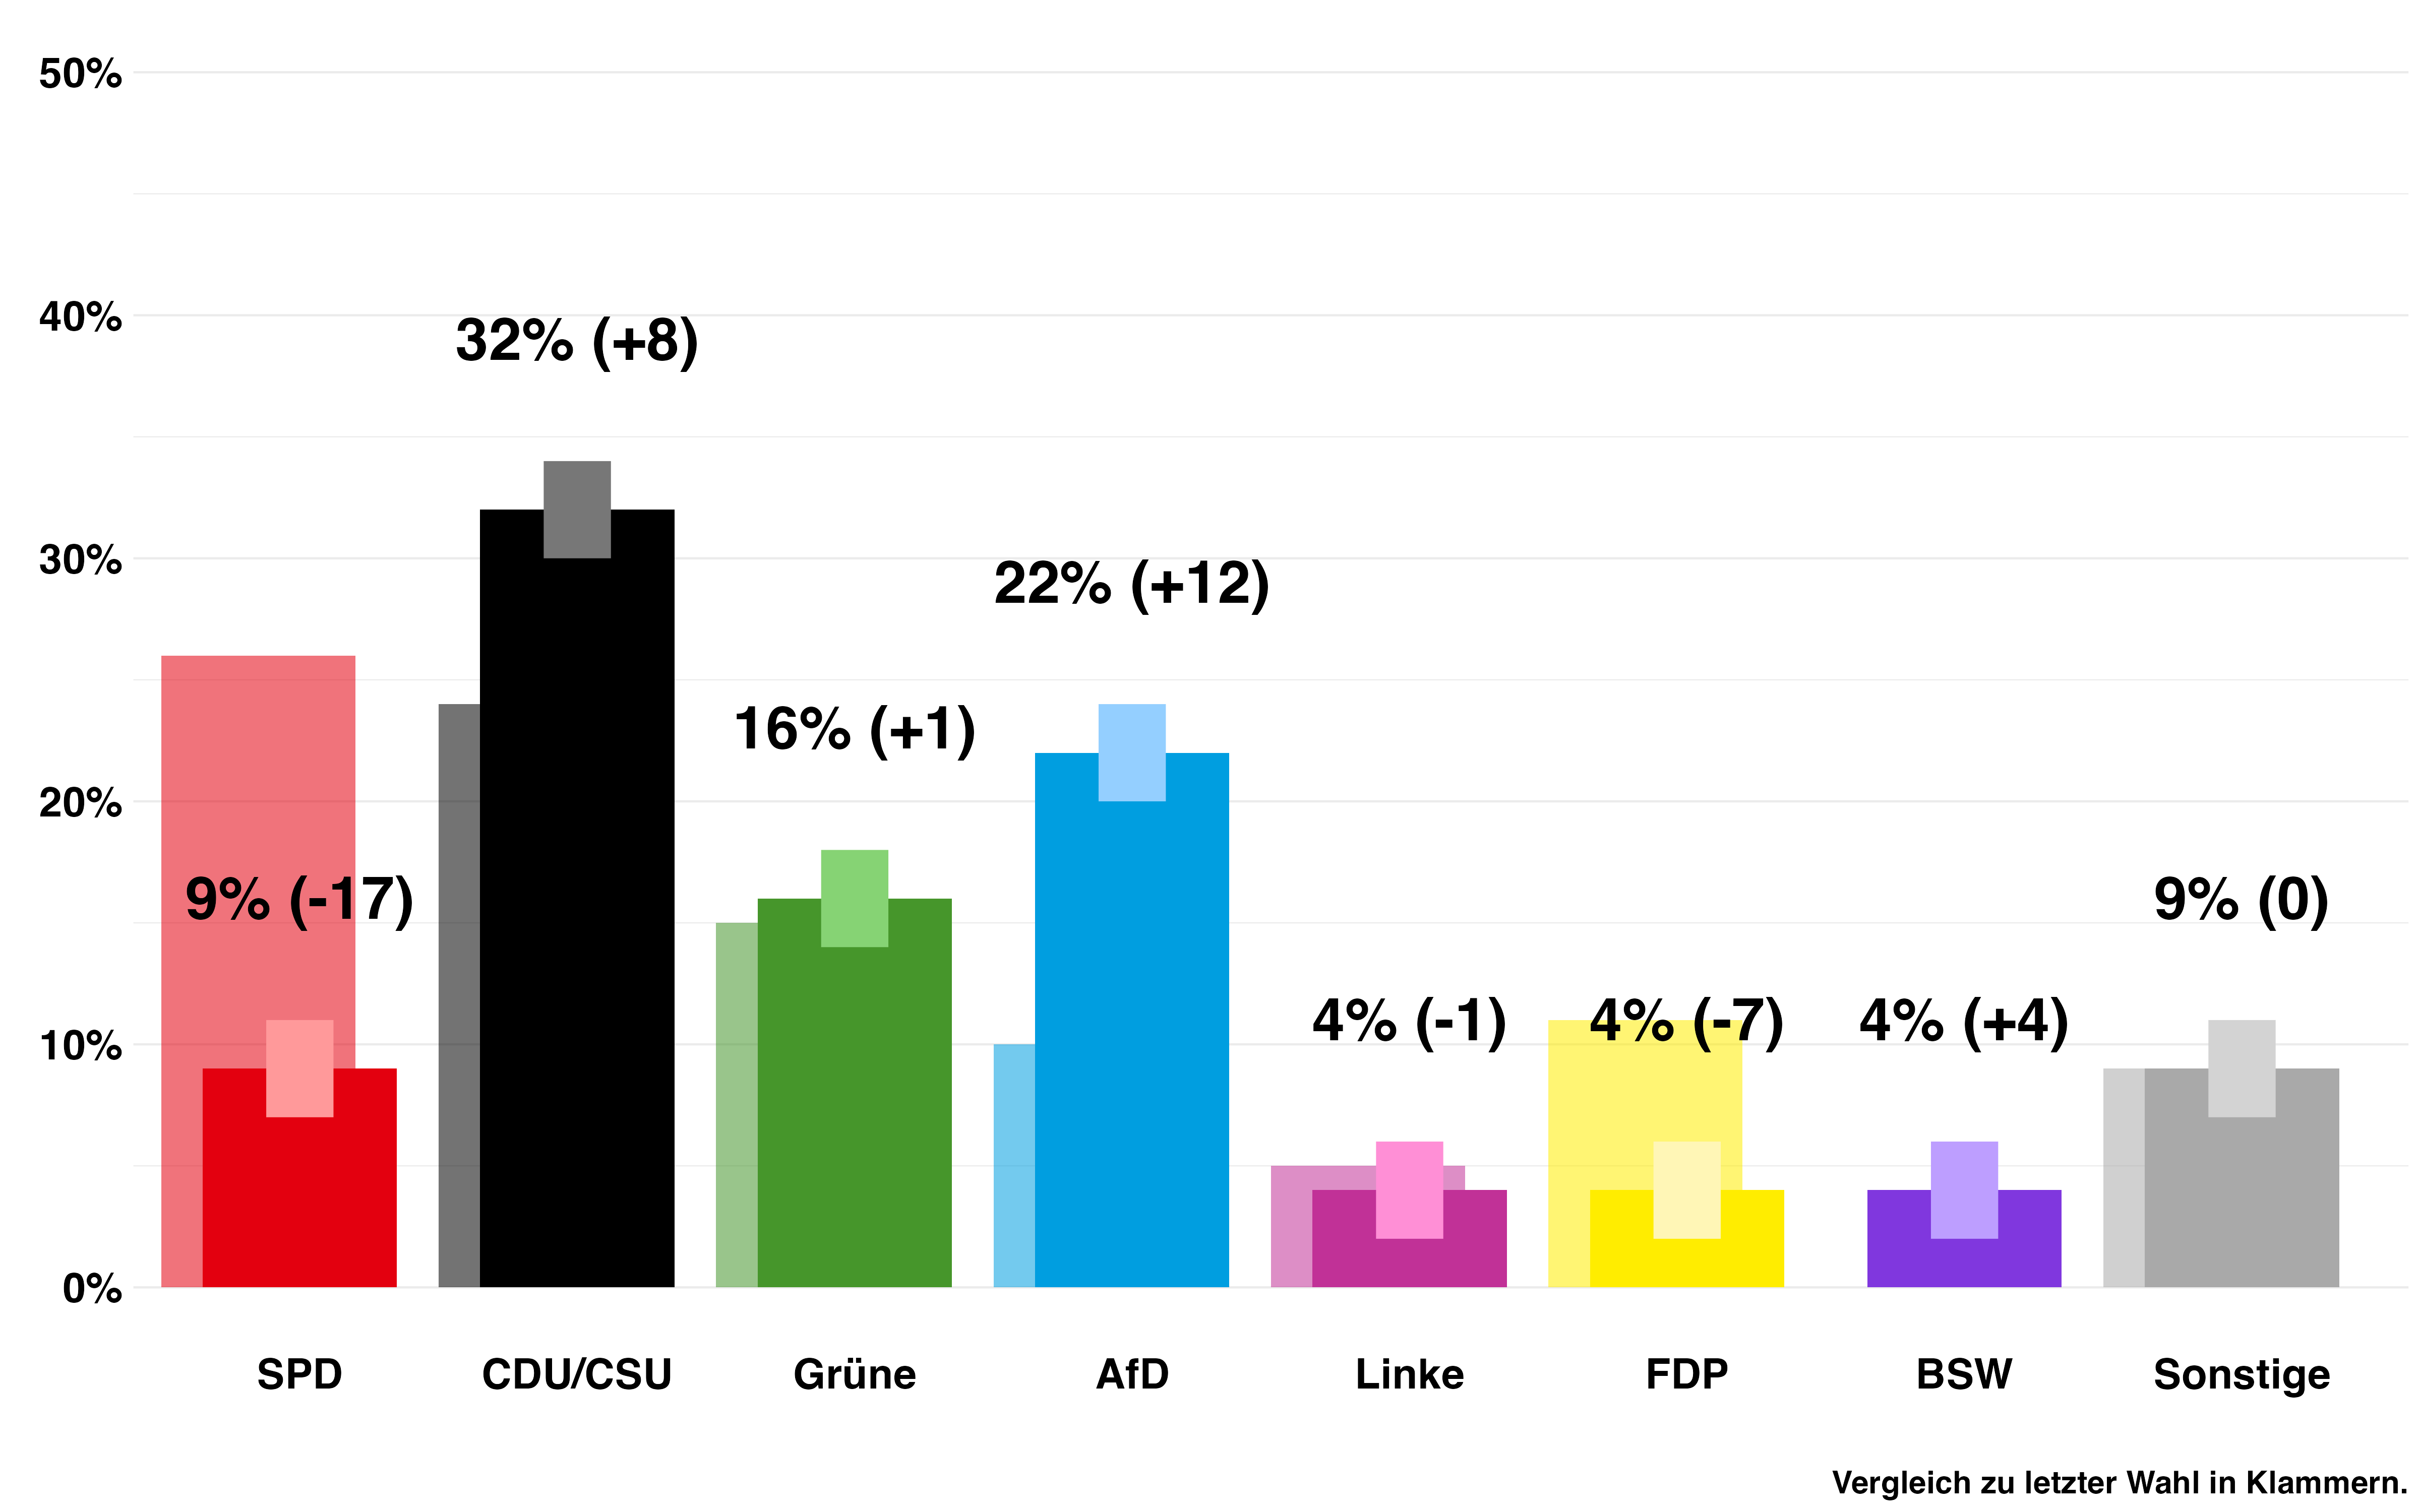 50%
40%
32% (+8)
30%
22% (+12)
16% (+1)
20%
9% (-17)
9% (0)
10%
4% (-1)
4% (-7)
4% (+4)
0%
SPD
CDU/CSU
Grüne
AfD
Linke
FDP
BSW
Sonstige
Vergleich zu letzter Wahl in Klammern.